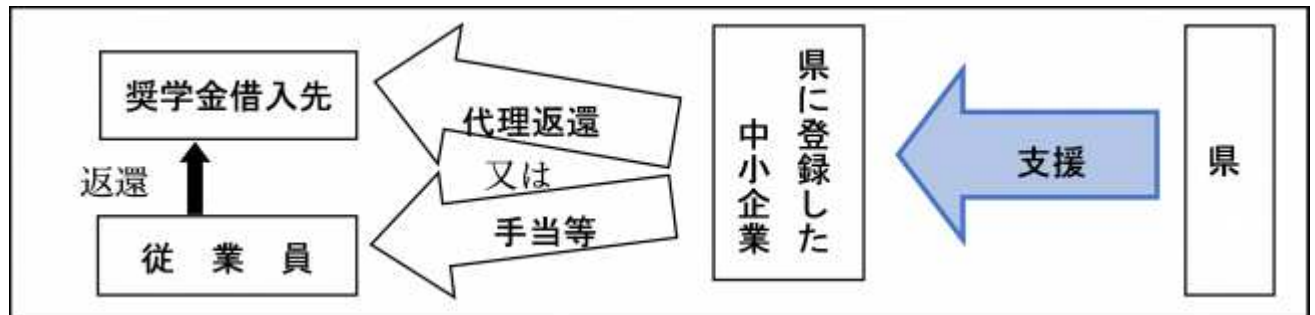 奨学金借入先
返還
従業員
代理返還
又は
手当等
県に登録した
中小企業
支援
県